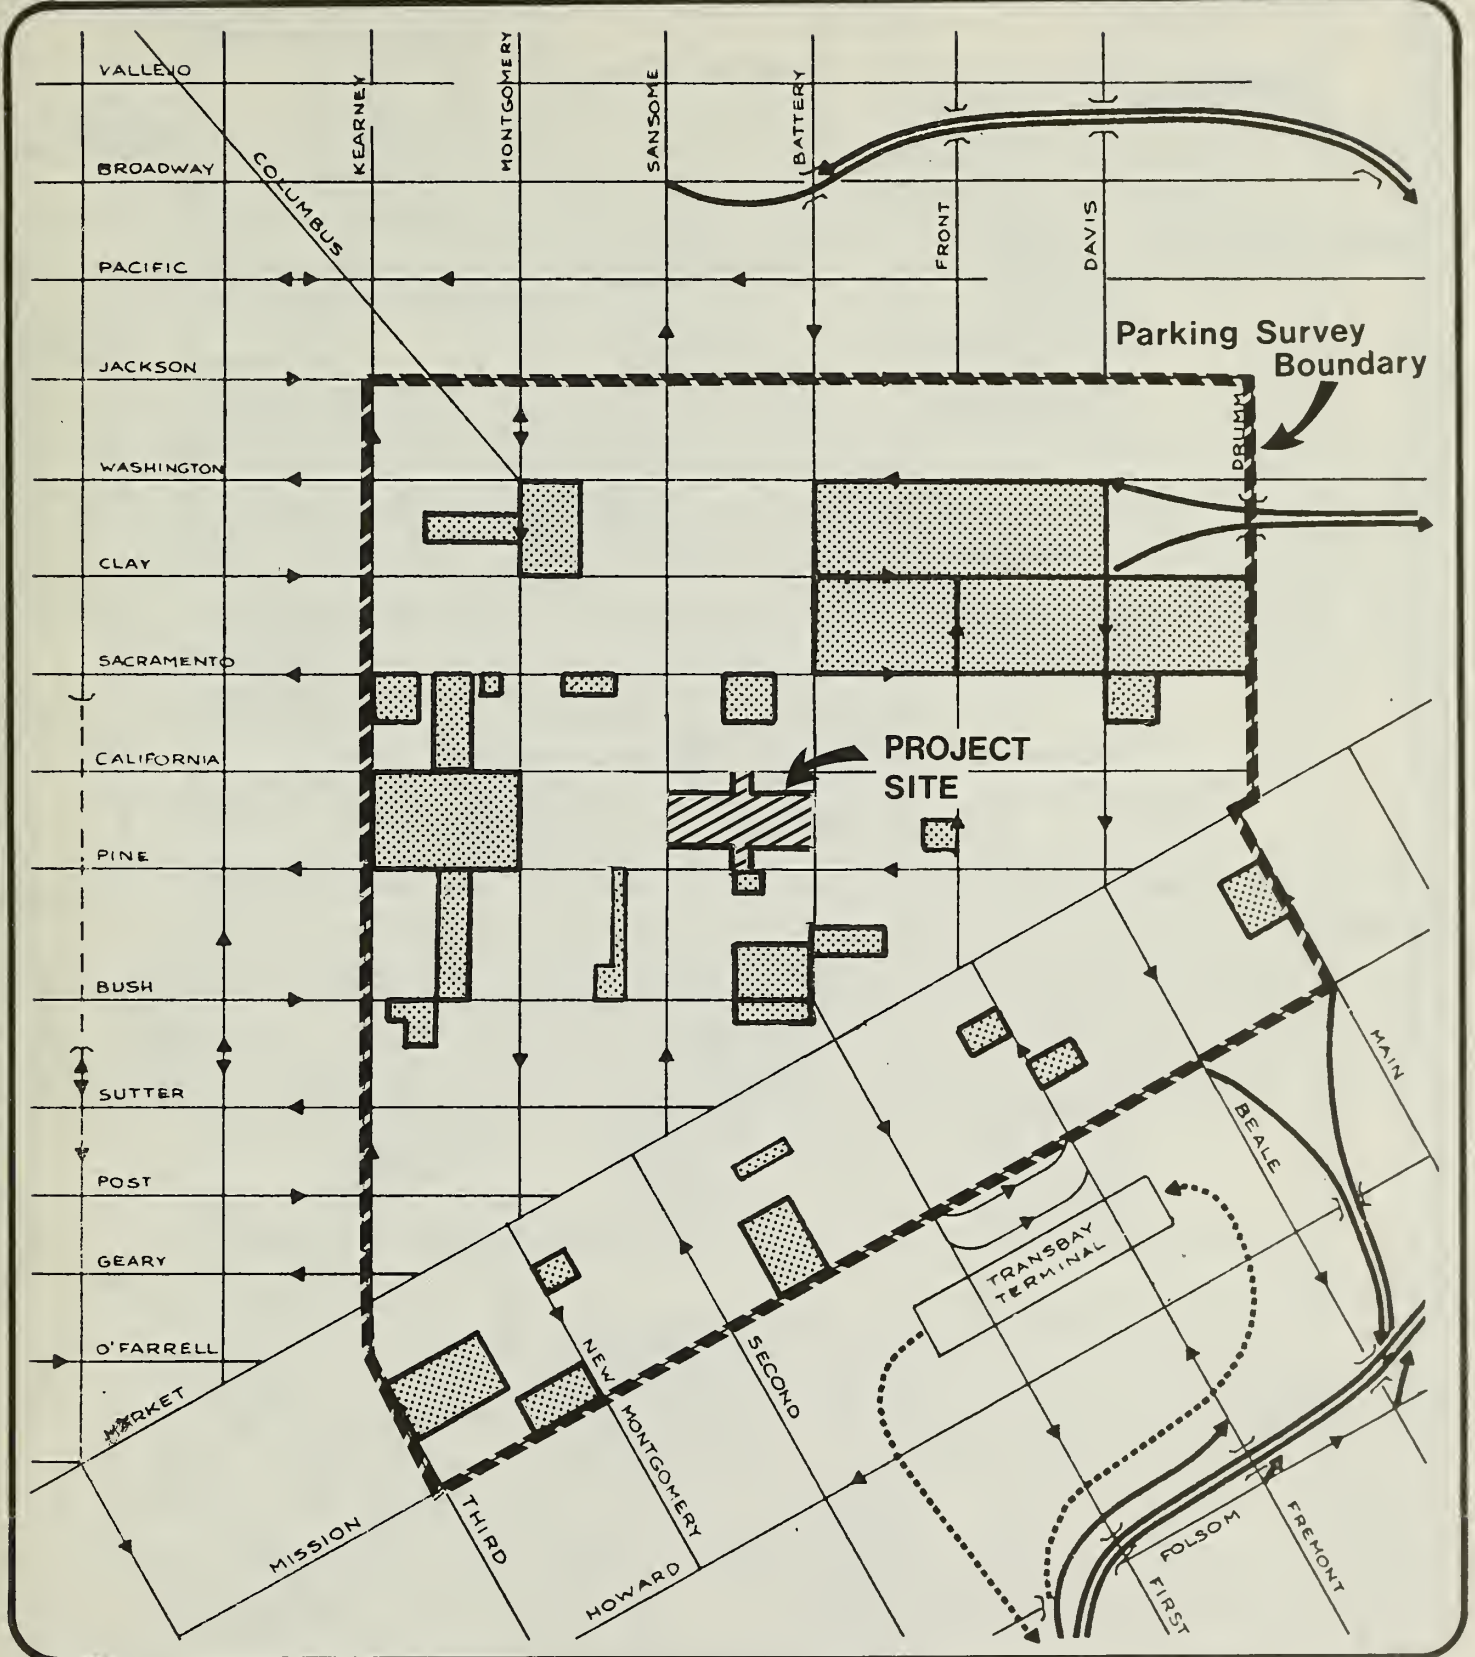 VALLEJO
BROADWAY
PACIFIC
JACKSON
WASHINGTON
CLAY
SACRAMENTO
CALIFORNIA
PINE
BUSH
SUTTER
POST
GEARY
O'FARRELL
MARKET
MISSION
HOWARD
FOLSOM
COLUMBUS
KEARNEY
MONTGOMERY
SANSOME
BATTERY
FRONT
DAVIS
DRUMM
Parking Survey
Boundary
PROJECT
SITE
MAIN
BEALE
TRANSBAY
TERMINAL
SECOND
NEW
MONTGOMERY
THIRD
FREMONT
FIRST